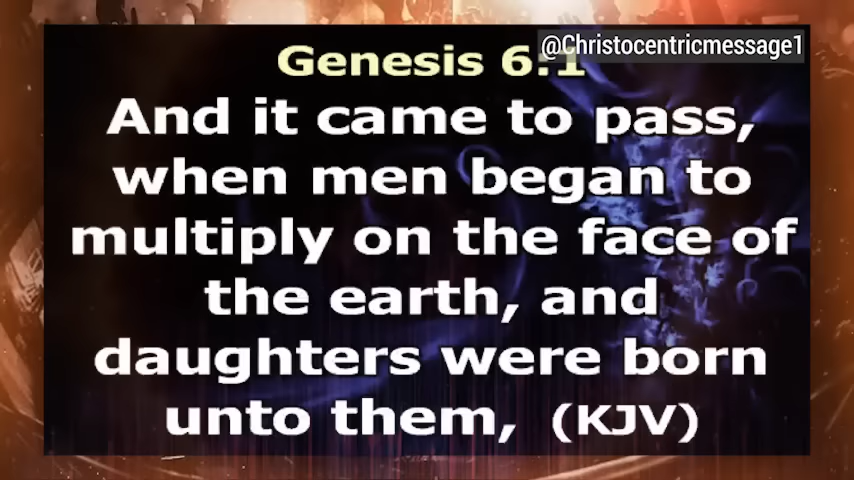 @Christocentricmessage1
Genesis 6:1
And it came to pass,
when men began to
multiply on the face of
the earth, and
daughters were born
unto them, (KJV)